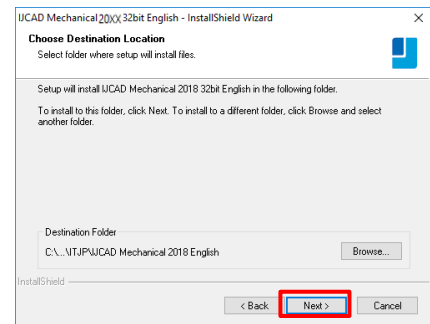 IJCAD Mechanical 20XX 32bit English - InstallShield Wizard
Choose Destination Location
Select folder where setup will install files.
Setup will install IJCAD Mechanical 2018 32bit English in the following folder.
To install to this folder, click Next. To install to a different folder, click Browse and select
another folder.
Destination Folder
C:\...\ITJP\IJCAD Mechanical 2018 English
Browse...
InstallShield
< Back
Next >
Cancel